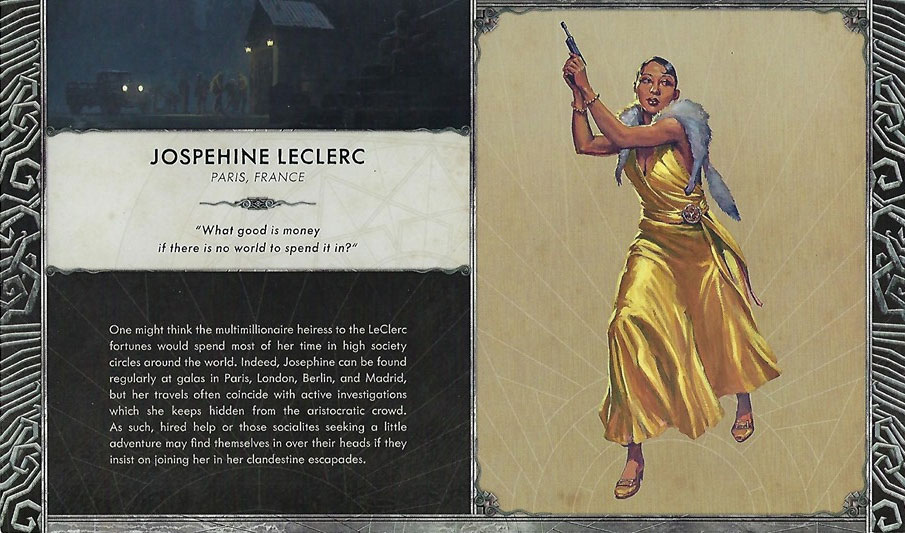 JOSPEHINE LECLERC
PARIS, FRANCE
“What good is money
if there is no world to spend it in?“
One might think the multimillionaire heiress to the LeClerc
fortunes would spend most of her time in high society
circles around the world. Indeed, Josephine can be found
regularly at galas in Paris, London, Berlin, and Madrid,
but her travels often coincide with active investigations
which she keeps hidden from the aristocratic crowd.
As such, hired help or those socialites seeking a little
adventure may find themselves in over their heads if they
insist on joining her in her clandestine escapades.